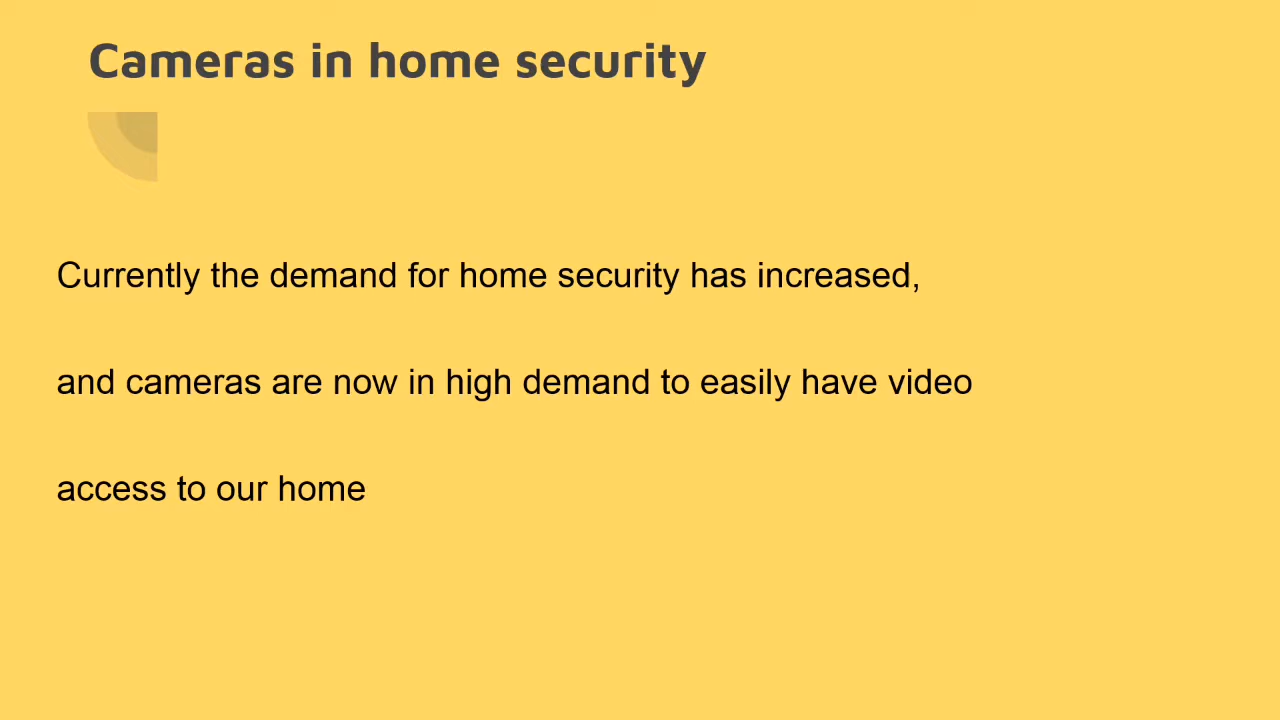 Cameras in home security
Currently the demand for home security has increased,
and cameras are now in high demand to easily have video
access to our home